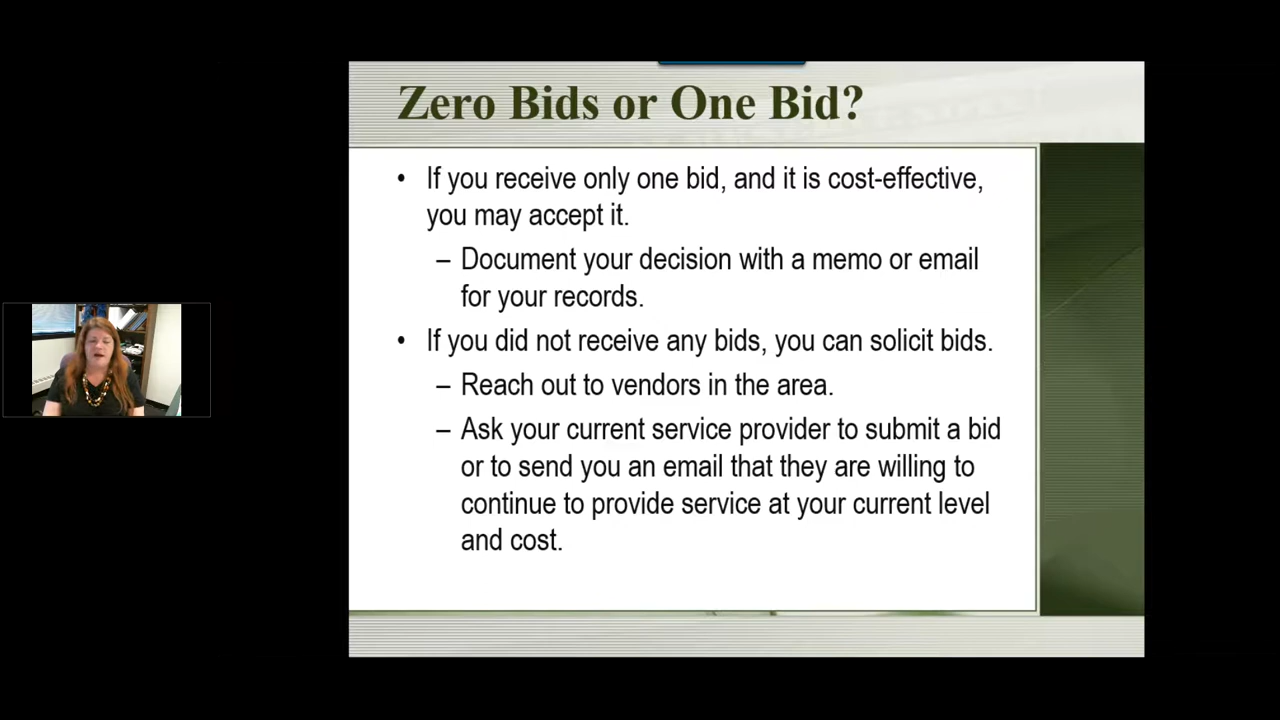 Zero Bids or One Bid?
• If you receive only one bid, and it is cost-effective,
you may accept it.
– Document your decision with a memo or email
for your records.
• If you did not receive any bids, you can solicit bids.
– Reach out to vendors in the area.
– Ask your current service provider to submit a bid
or to send you an email that they are willing to
continue to provide service at your current level
and cost.